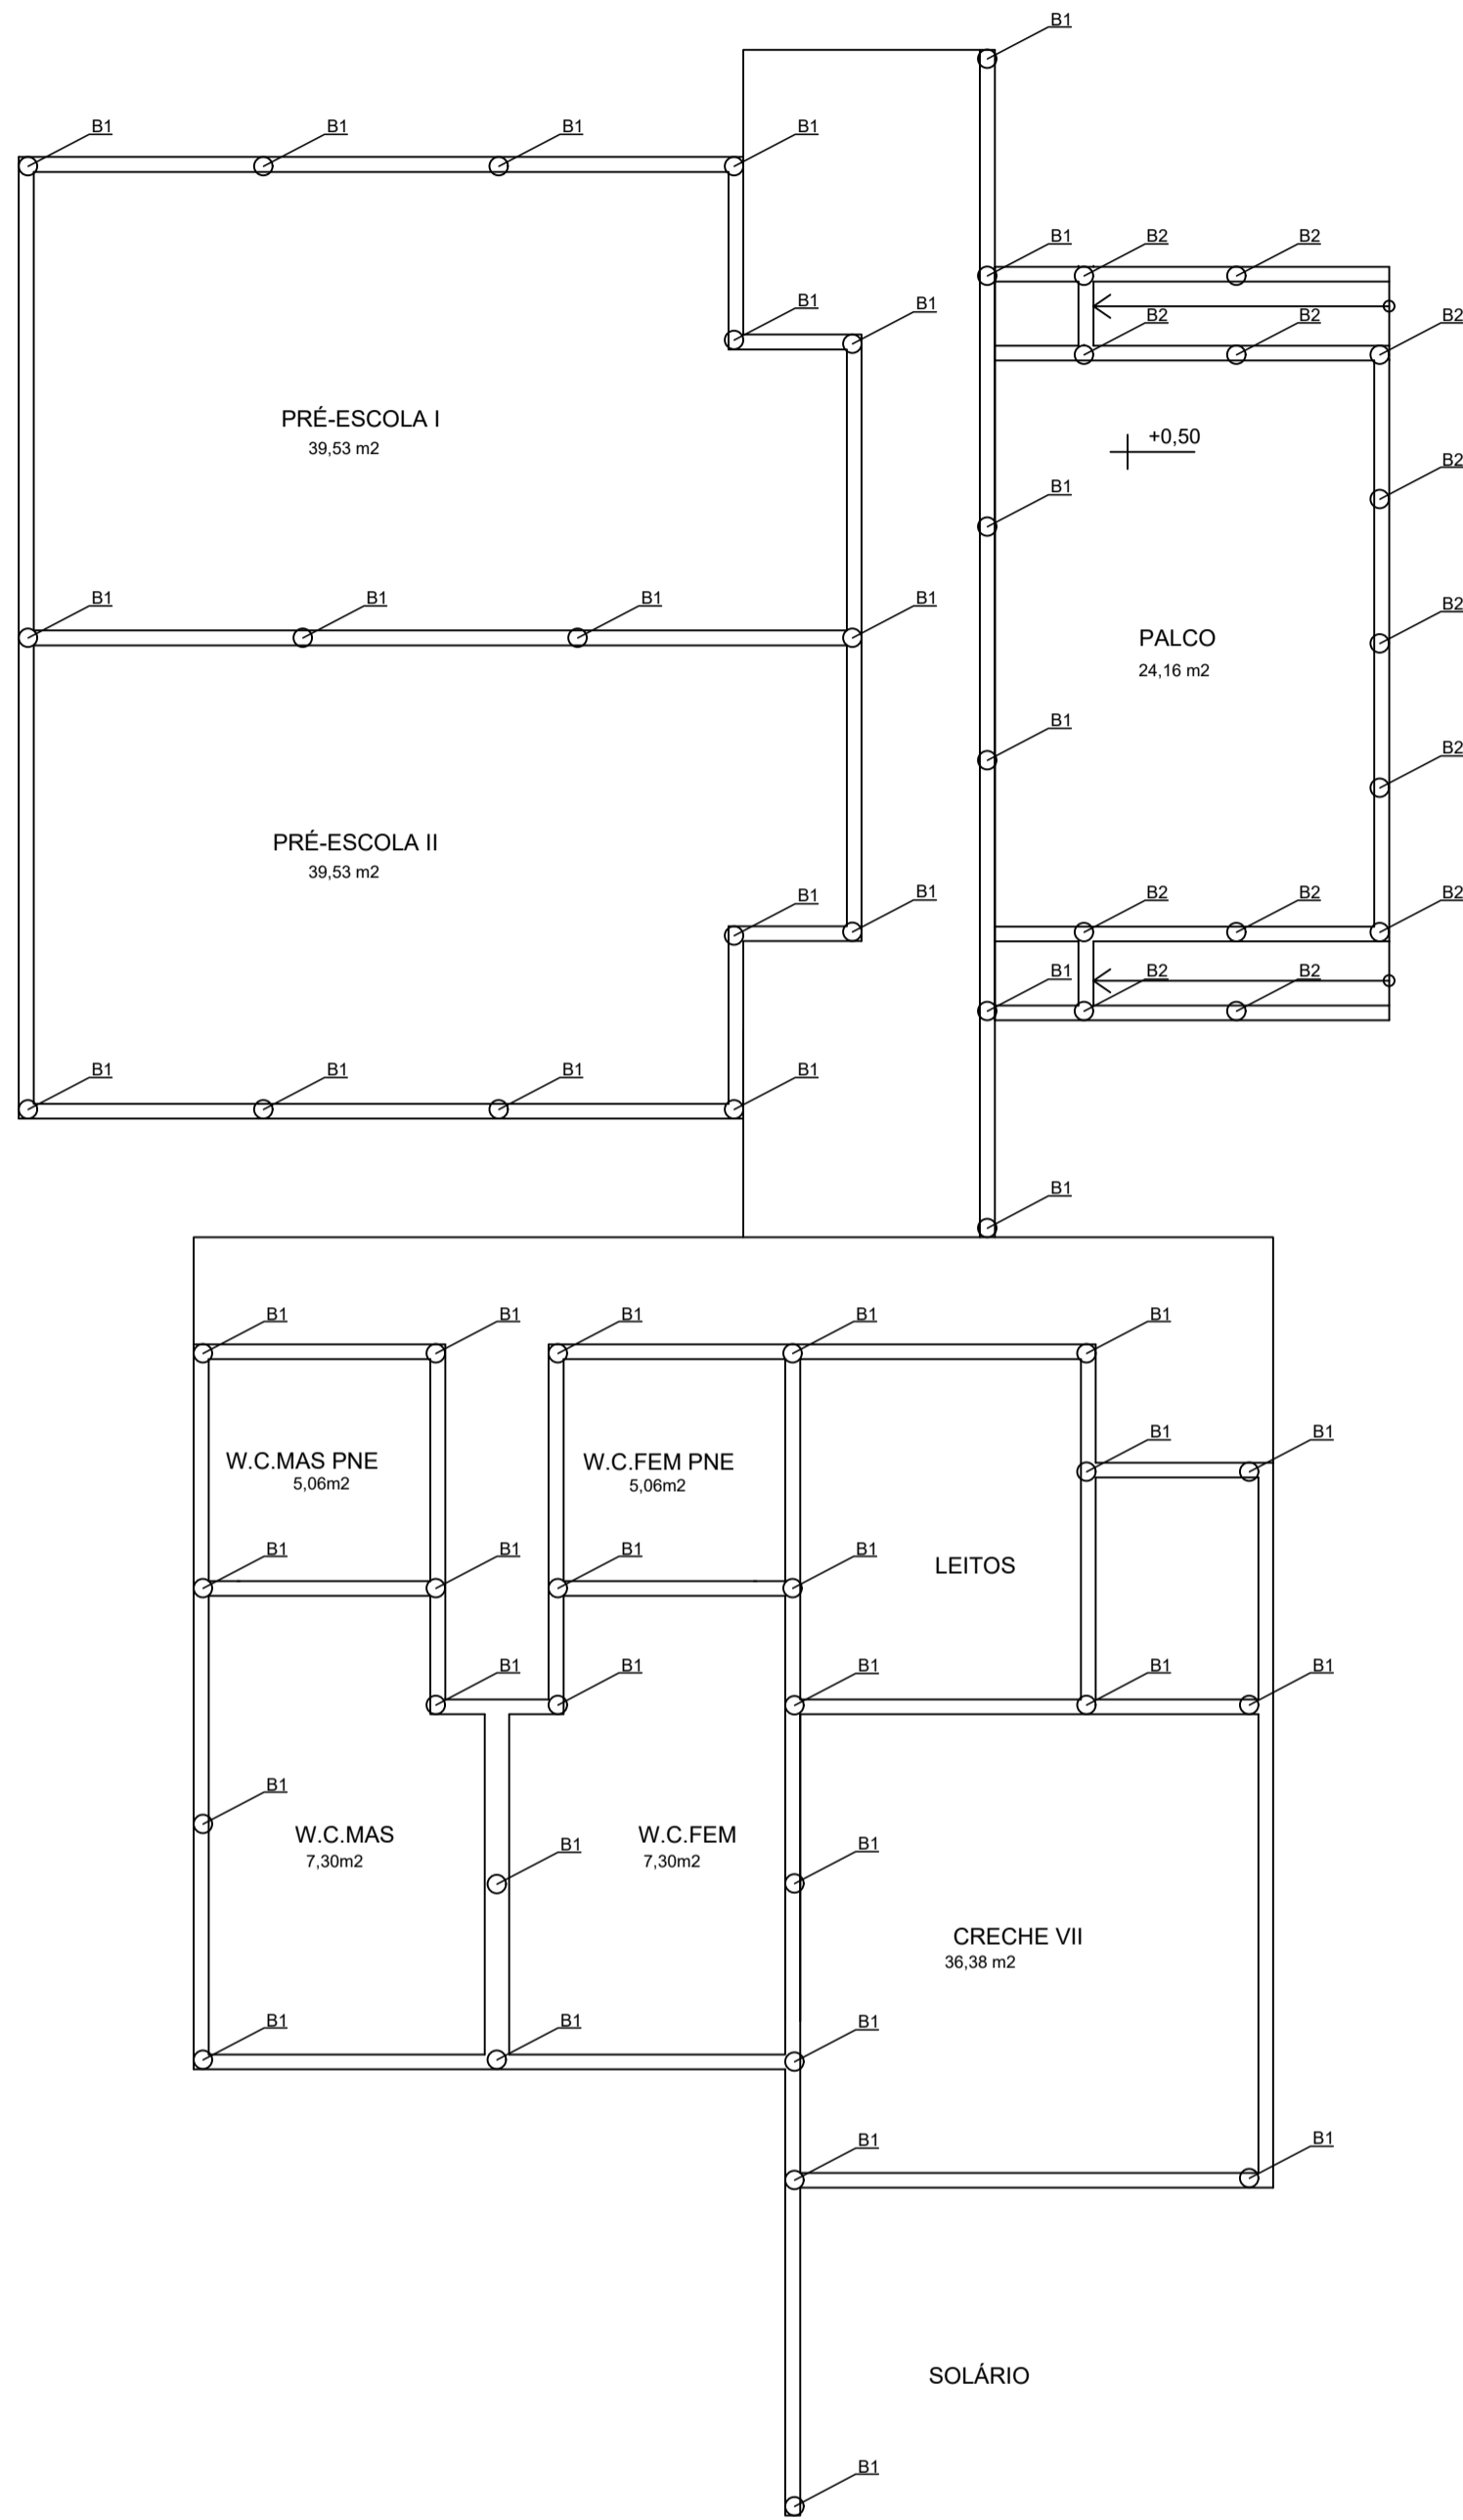 B1
B1 B1 B1 B1
B1 B2 B2
B1 B1 B2 B2 B2
PRÉ-ESCOLA I
39,53 m2
+0,50
B2
B1
B1 B1 B1 B1
B2
PALCO
24,16 m2
B1
B2
PRÉ-ESCOLA II
39,53 m2
B1 B1 B2 B2 B2
B1 B2 B2
B1 B1 B1 B1
B1
B1 B1 B1 B1 B1
B1 B1
W.C.MAS PNE
5,06m2
W.C.FEM PNE
5,06m2
B1 B1 B1 B1
LEITOS
B1 B1 B1 B1 B1
B1
W.C.MAS
7,30m2
W.C.FEM
7,30m2
B1 B1
CRECHE VII
36,38 m2
B1 B1 B1
B1 B1
SOLÁRIO
B1